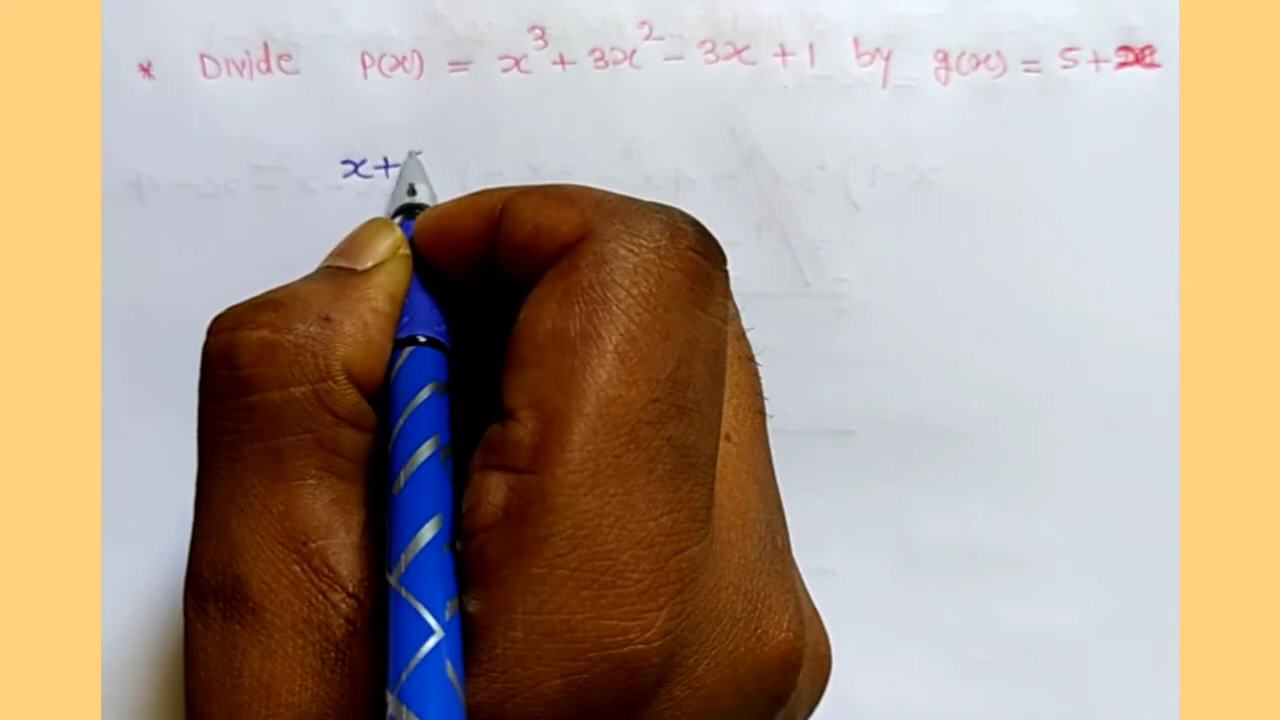 * Divide p(x) = x³ + 3x² - 3x + 1 by g(x) = 5 + x
x+